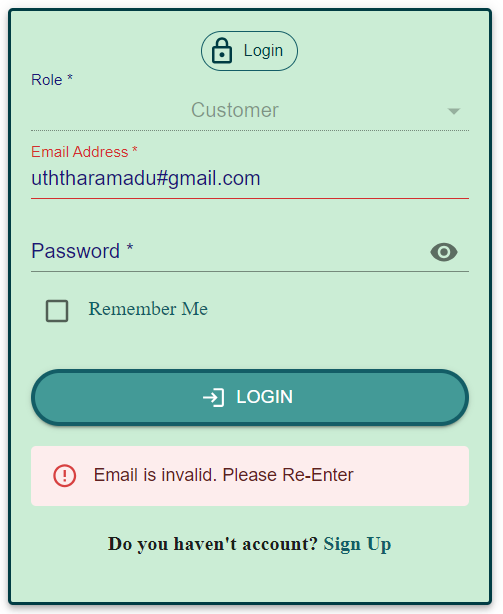 Login
Role *
Customer
Email Address *
uththaramadu#gmail.com
Password *
Remember Me
LOGIN
Email is invalid. Please Re-Enter
Do you haven't account? Sign Up